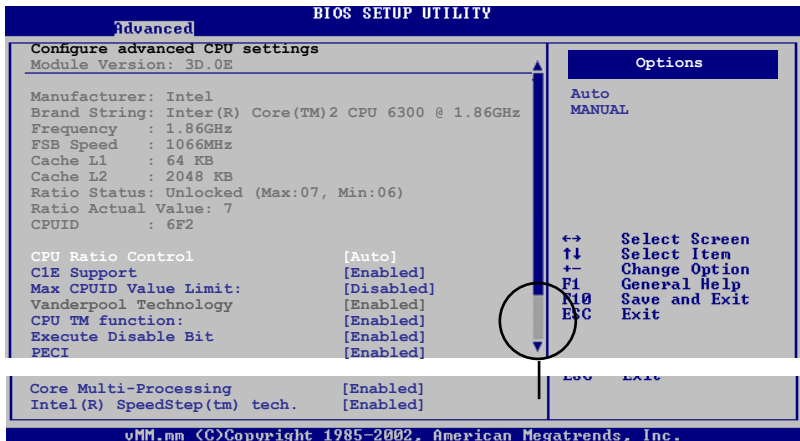 BIOS SETUP UTILITY
Advanced
Configure advanced CPU settings
Module Version: 3D.0E
Manufacturer: Intel
Brand String: Inter(R) Core(TM)2 CPU 6300 @ 1.86GHz
Frequency : 1.86GHz
FSB Speed : 1066MHz
Cache L1 : 64 KB
Cache L2 : 2048 KB
Ratio Status: Unlocked (Max:07, Min:06)
Ratio Actual Value: 7
CPUID : 6F2
CPU Ratio Control [Auto]
C1E Support [Enabled]
Max CPUID Value Limit: [Disabled]
Vanderpool Technology [Enabled]
CPU TM function: [Enabled]
Execute Disable Bit [Enabled]
PECI [Enabled]
Core Multi-Processing [Enabled]
Intel(R) SpeedStep(tm) tech. [Enabled]
Options
Auto
MANUAL
←→ Select Screen
↑↓ Select Item
+- Change Option
F1 General Help
F10 Save and Exit
ESC Exit
ESC Exit
vMM.mm (C)Copyright 1985-2002, American Megatrends, Inc.